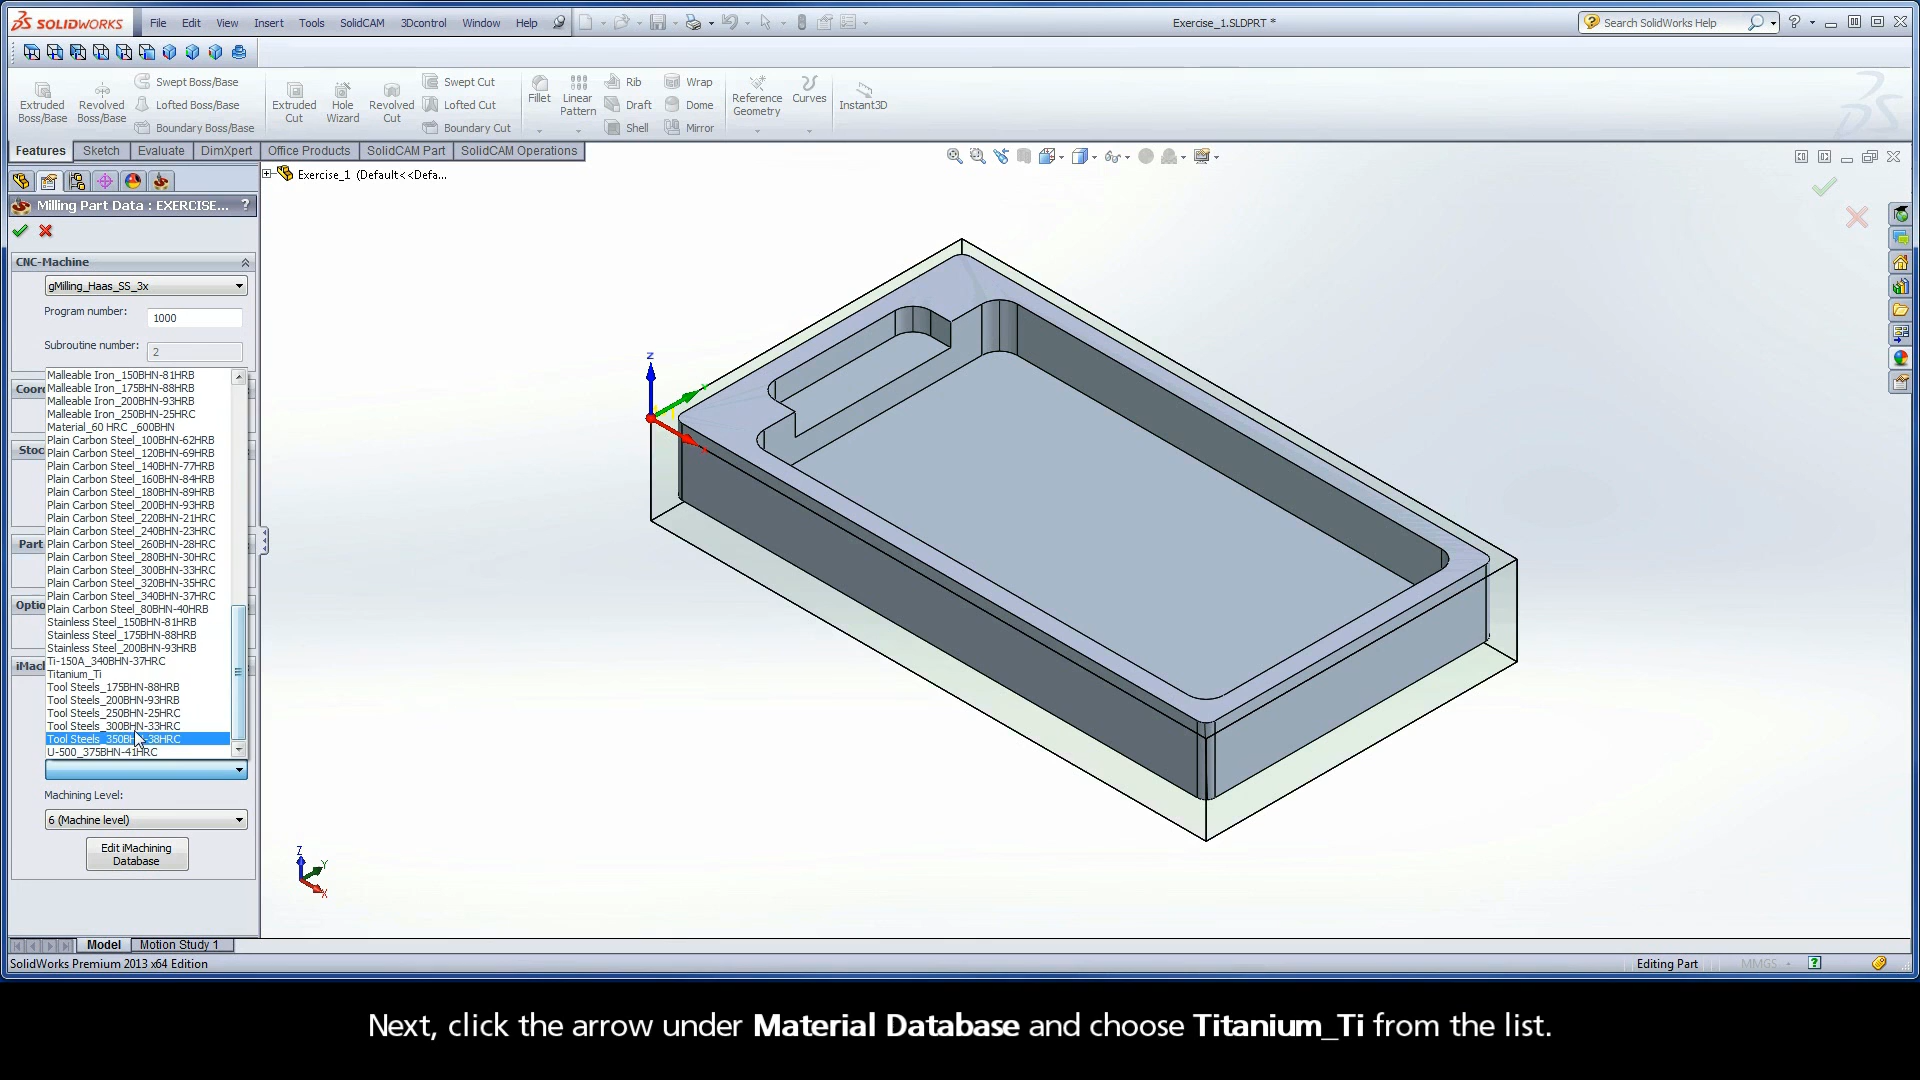 SOLIDWORKS File Edit View Insert Tools SolidCAM 3Dcontrol Window Help Exercise_1.SLDPRT * Search SolidWorks Help
Extruded Boss/Base
Revolved Boss/Base
Swept Boss/Base
Lofted Boss/Base
Boundary Boss/Base
Extruded Cut
Hole Wizard
Revolved Cut
Swept Cut
Lofted Cut
Boundary Cut
Fillet
Linear Pattern
Rib
Draft
Shell
Wrap
Dome
Mirror
Reference Geometry
Curves
Instant3D
Features Sketch Evaluate DimXpert Office Products SolidCAM Part SolidCAM Operations
Exercise_1 (Default<<Defa...
Milling Part Data : EXERCISE... ?
CNC-Machine
gMilling_Haas_SS_3x
Program number: 1000
Subroutine number: 2
Coor
Stoc
Part
Optio
iMach
Malleable Iron_150BHN-81HRB
Malleable Iron_175BHN-88HRB
Malleable Iron_200BHN-93HRB
Malleable Iron_250BHN-25HRC
Material_60 HRC _600BHN
Plain Carbon Steel_100BHN-62HRB
Plain Carbon Steel_120BHN-69HRB
Plain Carbon Steel_140BHN-77HRB
Plain Carbon Steel_160BHN-84HRB
Plain Carbon Steel_180BHN-89HRB
Plain Carbon Steel_200BHN-93HRB
Plain Carbon Steel_220BHN-21HRC
Plain Carbon Steel_240BHN-23HRC
Plain Carbon Steel_260BHN-28HRC
Plain Carbon Steel_280BHN-30HRC
Plain Carbon Steel_300BHN-33HRC
Plain Carbon Steel_320BHN-35HRC
Plain Carbon Steel_340BHN-37HRC
Plain Carbon Steel_80BHN-40HRB
Stainless Steel_150BHN-81HRB
Stainless Steel_175BHN-88HRB
Stainless Steel_200BHN-93HRB
Ti-150A_340BHN-37HRC
Titanium_Ti
Tool Steels_175BHN-88HRB
Tool Steels_200BHN-93HRB
Tool Steels_250BHN-25HRC
Tool Steels_300BHN-33HRC
Tool Steels_350BHN-38HRC
U-500_375BHN-41HRC
Machining Level:
6 (Machine level)
Edit iMachining
Database
Z
Z
Y
X
Model Motion Study 1
SolidWorks Premium 2013 x64 Edition Editing Part MMGS
Next, click the arrow under Material Database and choose Titanium_Ti from the list.